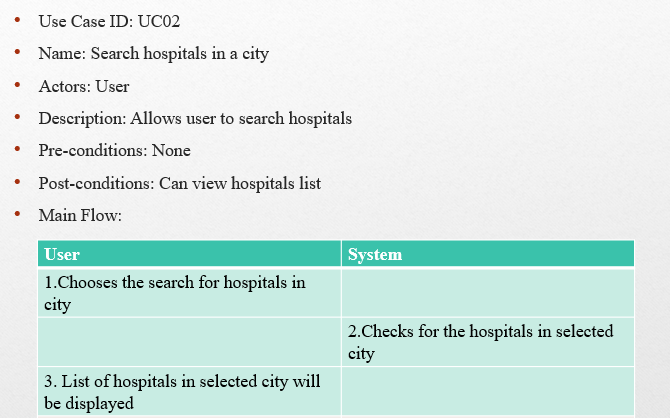 • Use Case ID: UC02
• Name: Search hospitals in a city
• Actors: User
• Description: Allows user to search hospitals
• Pre-conditions: None
• Post-conditions: Can view hospitals list
• Main Flow:
User
System
1.Chooses the search for hospitals in
city
2.Checks for the hospitals in selected
city
3. List of hospitals in selected city will
be displayed